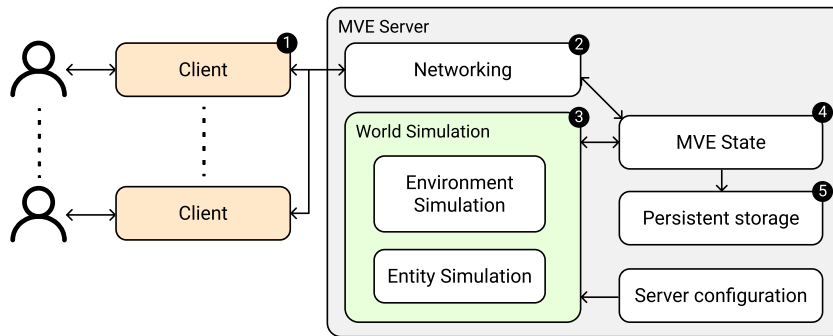 MVE Server
1
Client
2
Networking
3
World Simulation
4
MVE State
Environment
Simulation
5
Persistent storage
Client
Entity Simulation
Server configuration